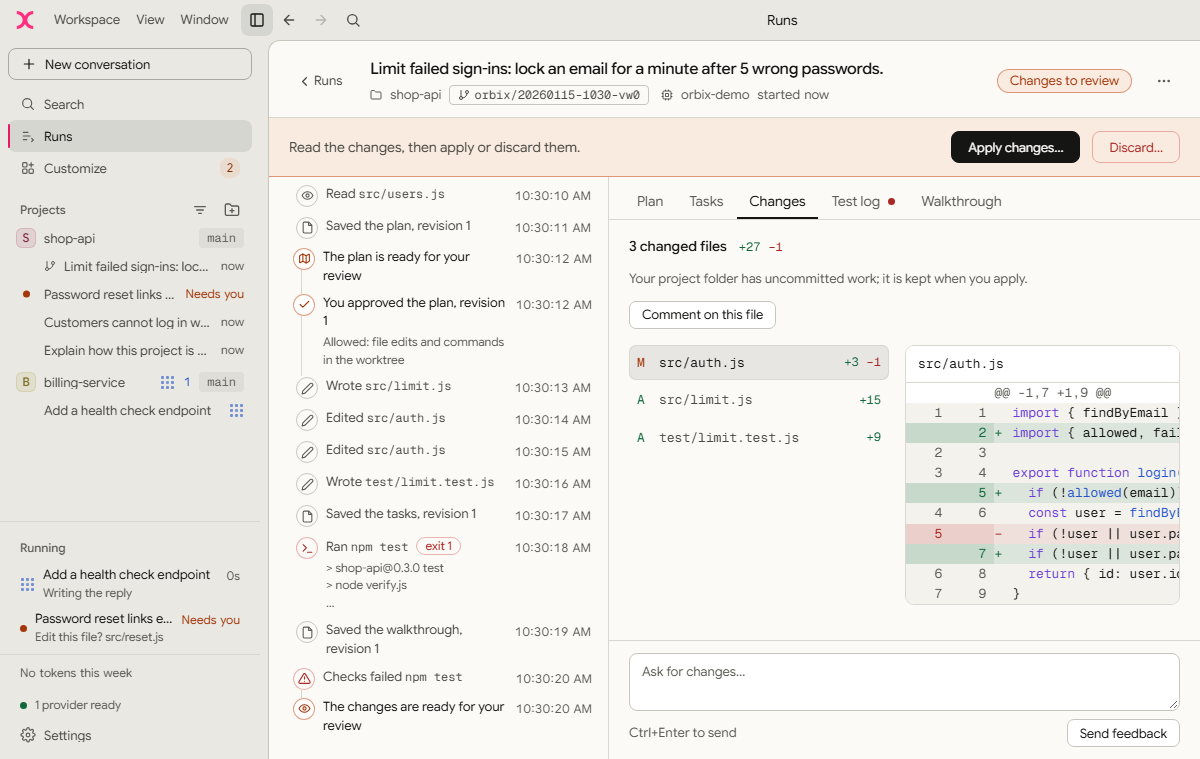 Workspace View Window
Runs
New conversation
Search
Runs
Customize 2
Projects
S shop-api main
Limit failed sign-ins: loc... now
Password reset links ... Needs you
Customers cannot log in w... now
Explain how this project is ... now
B billing-service 1 main
Add a health check endpoint
Running
Add a health check endpoint 0s
Writing the reply
Password reset links e... Needs you
Edit this file? src/reset.js
No tokens this week
1 provider ready
Settings
Runs
Limit failed sign-ins: lock an email for a minute after 5 wrong passwords.
shop-api orbix/20260115-1030-vw0 orbix-demo started now
Changes to review
Read the changes, then apply or discard them.
Apply changes...
Discard...
Read src/users.js 10:30:10 AM
Saved the plan, revision 1 10:30:11 AM
The plan is ready for your 10:30:12 AM
review
You approved the plan, revision 10:30:12 AM
1
Allowed: file edits and commands
in the worktree
Wrote src/limit.js 10:30:13 AM
Edited src/auth.js 10:30:14 AM
Edited src/auth.js 10:30:15 AM
Wrote test/limit.test.js 10:30:16 AM
Saved the tasks, revision 1 10:30:17 AM
Ran npm test exit 1 10:30:18 AM
> shop-api@0.3.0 test
> node verify.js
...
Saved the walkthrough, 10:30:19 AM
revision 1
Checks failed npm test 10:30:20 AM
The changes are ready for your 10:30:20 AM
review
Plan Tasks Changes Test log Walkthrough
3 changed files +27 −1
Your project folder has uncommitted work; it is kept when you apply.
Comment on this file
M src/auth.js +3 −1
A src/limit.js +15
A test/limit.test.js +9
src/auth.js
@@ -1,7 +1,9 @@
1 1 import { findByEmail }
2 + import { allowed, fai
2 3
3 4 export function login(
5 + if (!allowed(email)
4 6 const user = findBy
5 − if (!user || user.pa
7 + if (!user || user.pa
6 8 return { id: user.id
7 9 }
Ask for changes...
Ctrl+Enter to send
Send feedback